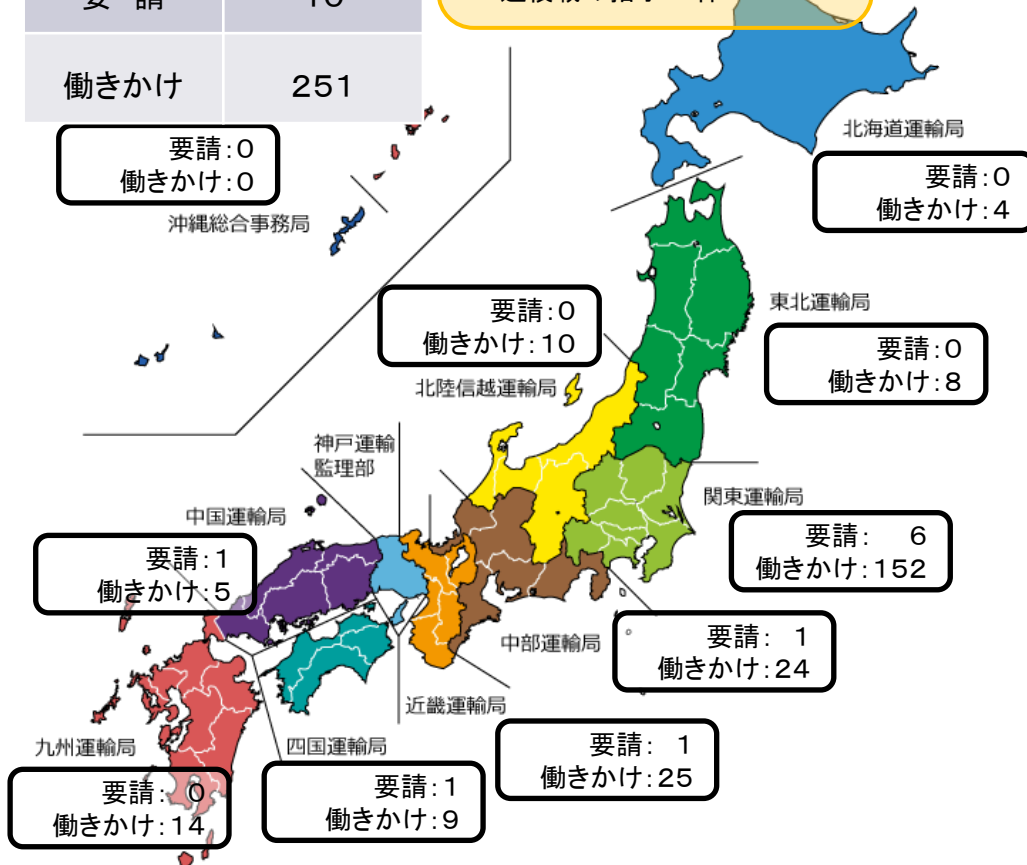 要 請 10
働きかけ 251
要請:0
働きかけ:0
沖縄総合事務局
北海道運輸局
要請:0
働きかけ:4
要請:0
働きかけ:10
北陸信越運輸局
東北運輸局
要請:0
働きかけ:8
神戸運輸
監理部
中国運輸局
要請:1
働きかけ:5
関東運輸局
要請: 6
働きかけ:152
中部運輸局
要請: 1
働きかけ:24
近畿運輸局
要請: 1
働きかけ:25
四国運輸局
要請:1
働きかけ:9
九州運輸局
要請: 0
働きかけ:14